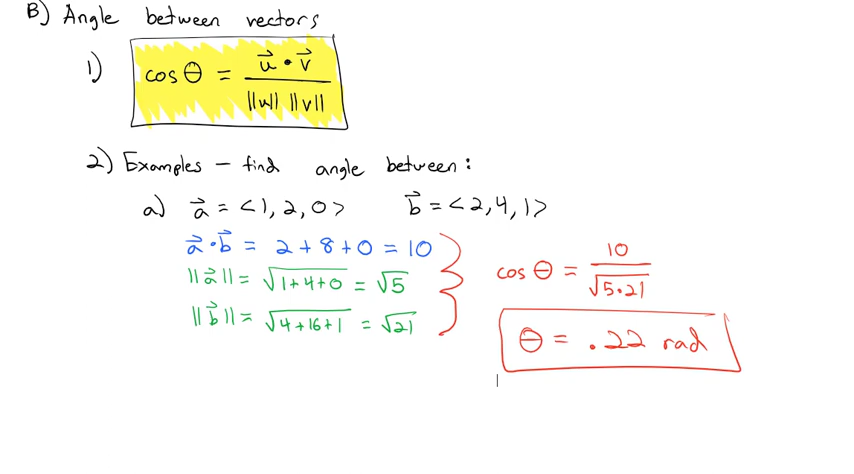 B) Angle between vectors
1) cos θ = u⃗ • v⃗ / ||u|| ||v||
2) Examples – find angle between:
a) a⃗ = <1, 2, 0> b⃗ = <2, 4, 1>
a⃗ • b⃗ = 2 + 8 + 0 = 10
||a⃗|| = √(1+4+0) = √5
||b⃗|| = √(4+16+1) = √21
cos θ = 10 / √(5•21)
θ = .22 rad